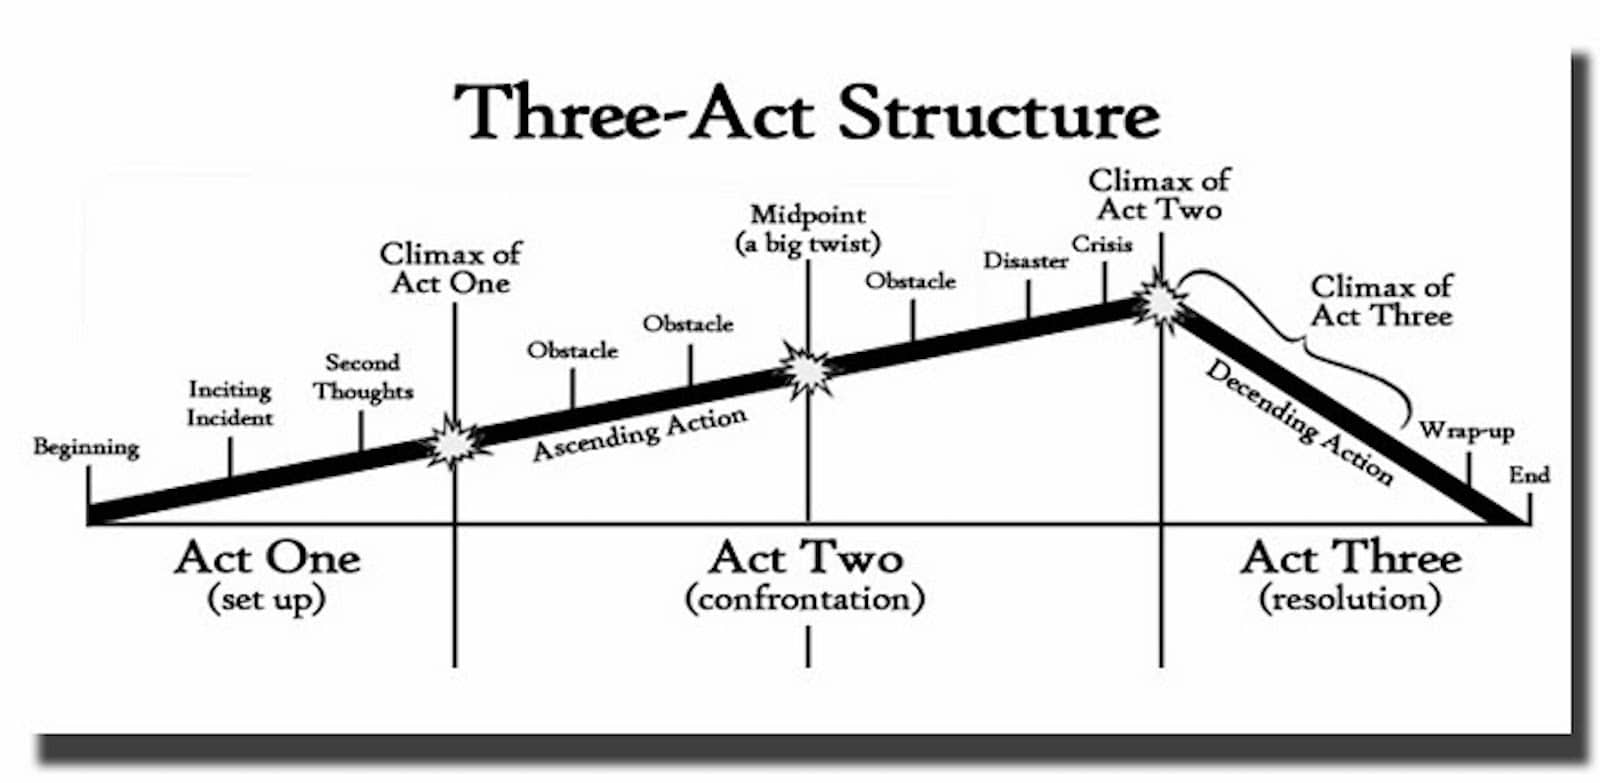 Three-Act Structure
Beginning
Inciting
Incident
Second
Thoughts
Climax of
Act One
Obstacle
Obstacle
Ascending Action
Midpoint
(a big twist)
Obstacle
Disaster
Crisis
Climax of
Act Two
Climax of
Act Three
Decending Action
Wrap-up
End
Act One
(set up)
Act Two
(confrontation)
Act Three
(resolution)